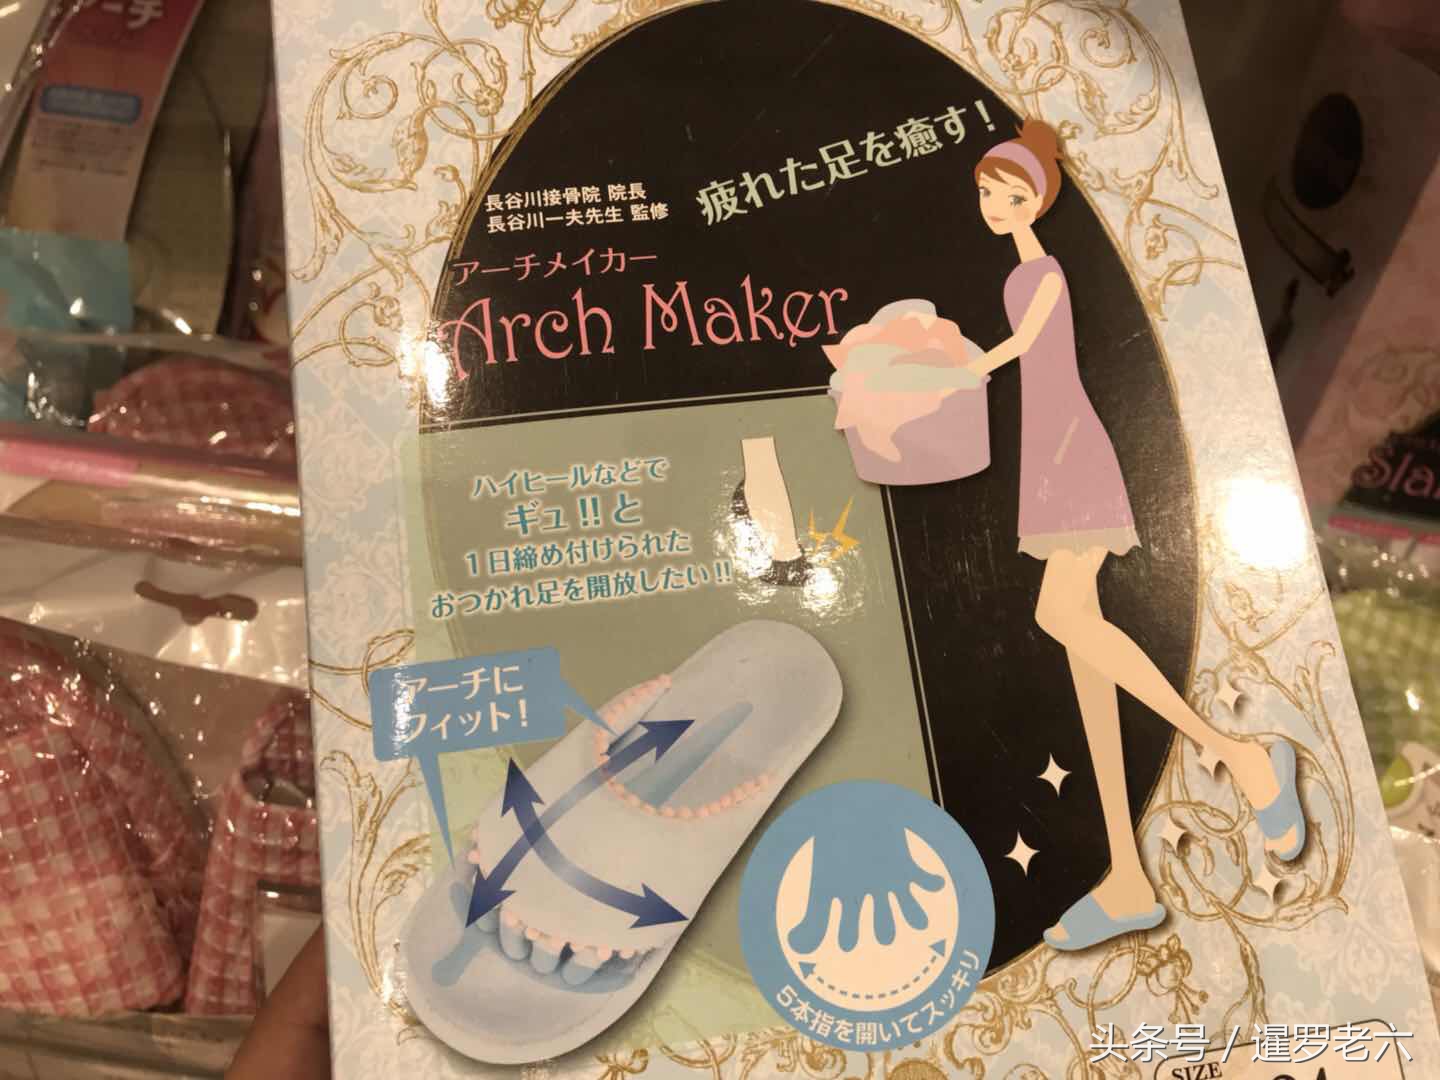 ーチ
疲れた足を癒す!
長谷川接骨院 院長
長谷川一夫先生 監修
アーチメイカー
Arch Maker
ハイヒールなどで
ギュ!!と
1日締め付けられた
おつかれ足を開放したい!!
アーチに
フィット!
5本指を開いてスッキリ
SIZE
头条号 / 暹罗老六